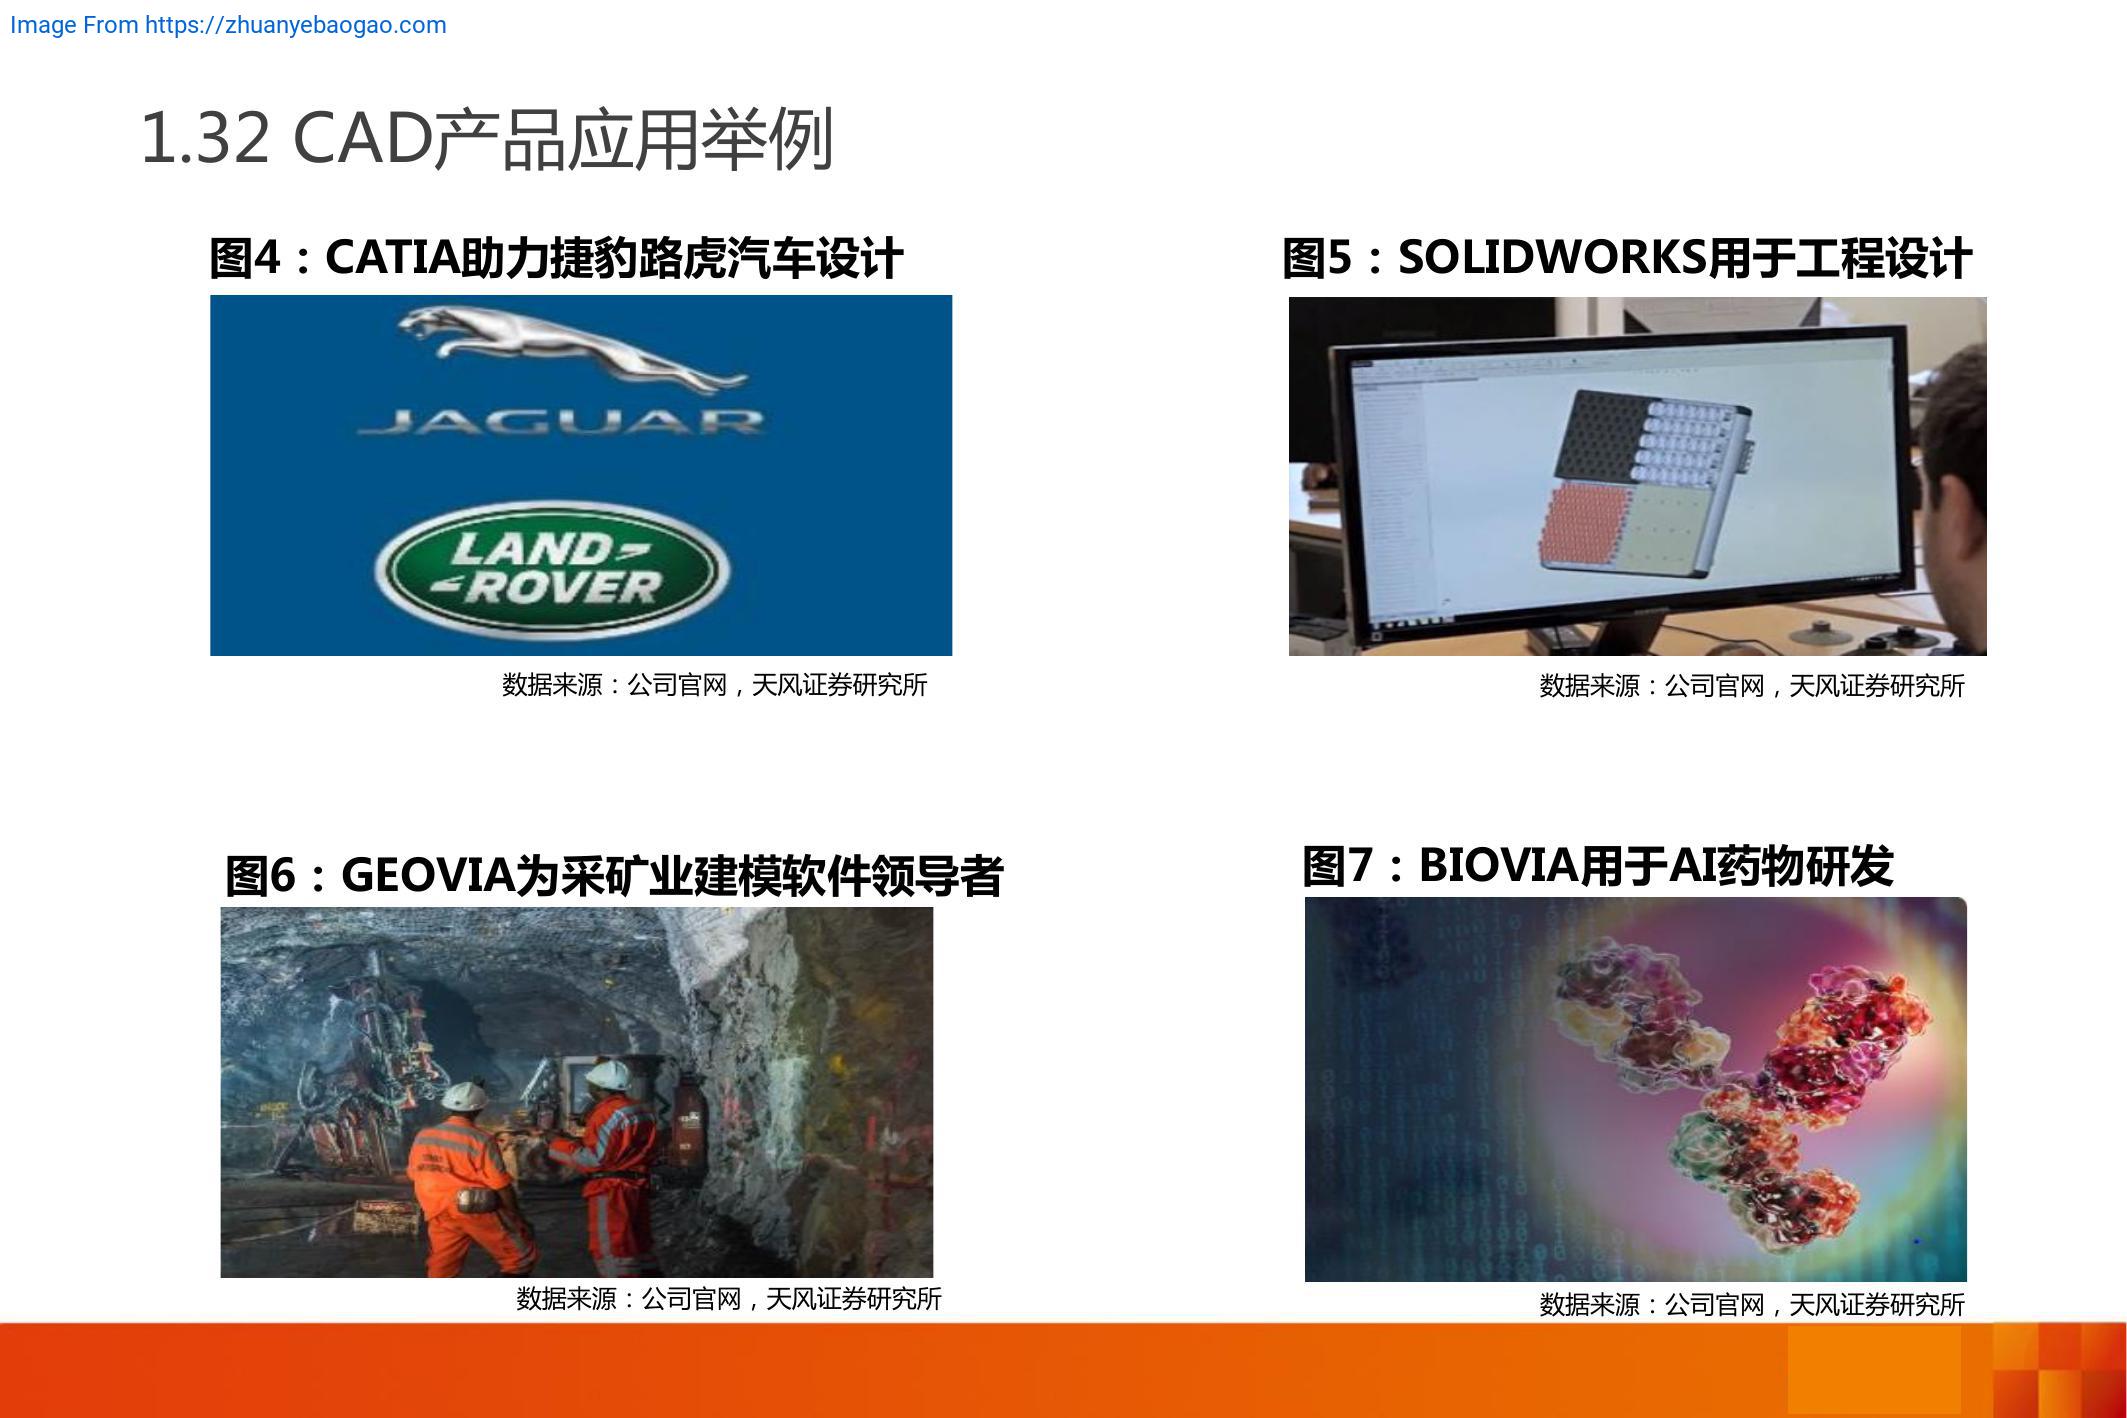 Image From https://zhuanyebaogao.com
1.32 CAD产品应用举例
图4：CATIA助力捷豹路虎汽车设计
图5：SOLIDWORKS用于工程设计
JAGUAR
LAND
ROVER
数据来源：公司官网，天风证券研究所
数据来源：公司官网，天风证券研究所
图6：GEOVIA为采矿业建模软件领导者
图7：BIOVIA用于AI药物研发
数据来源：公司官网，天风证券研究所
数据来源：公司官网，天风证券研究所